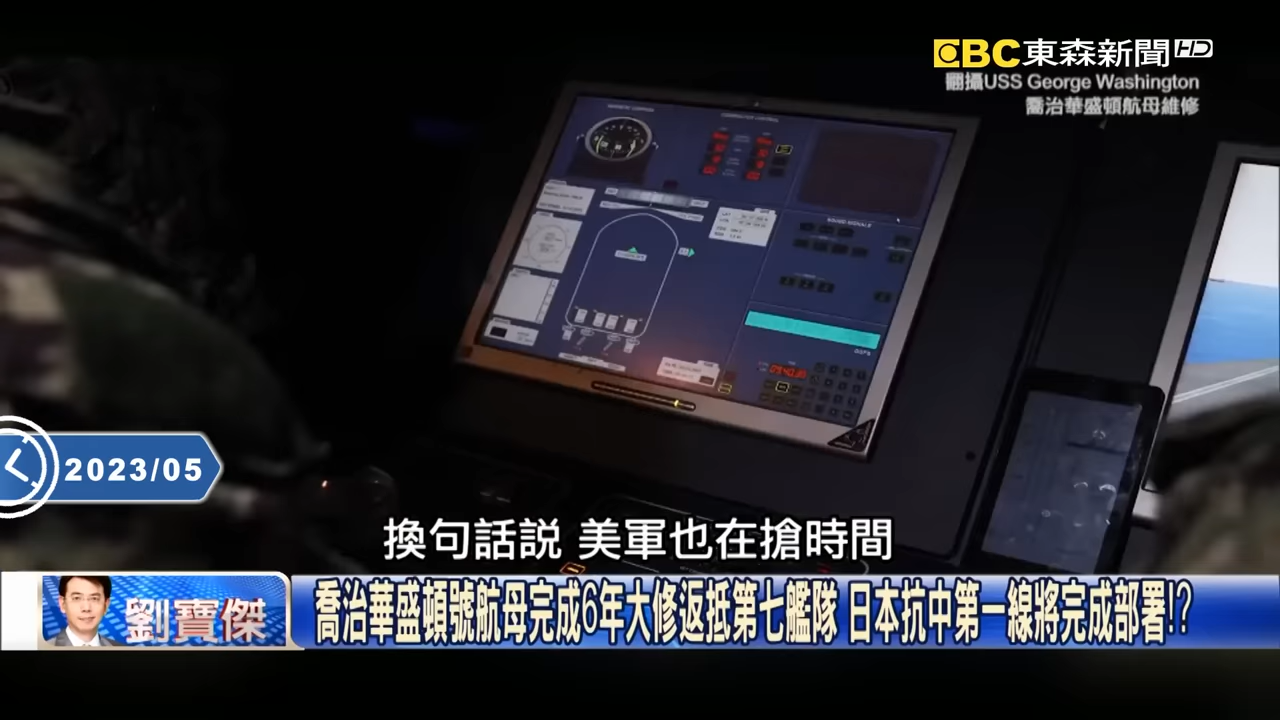 EBC東森新聞HD
翻攝USS George Washington
喬治華盛頓航母維修
SOUND SIGNALS
2023/05
換句話説 美軍也在搶時間
劉寶傑
喬治華盛頓號航母完成6年大修返抵第七艦隊 日本抗中第一線將完成部署!?